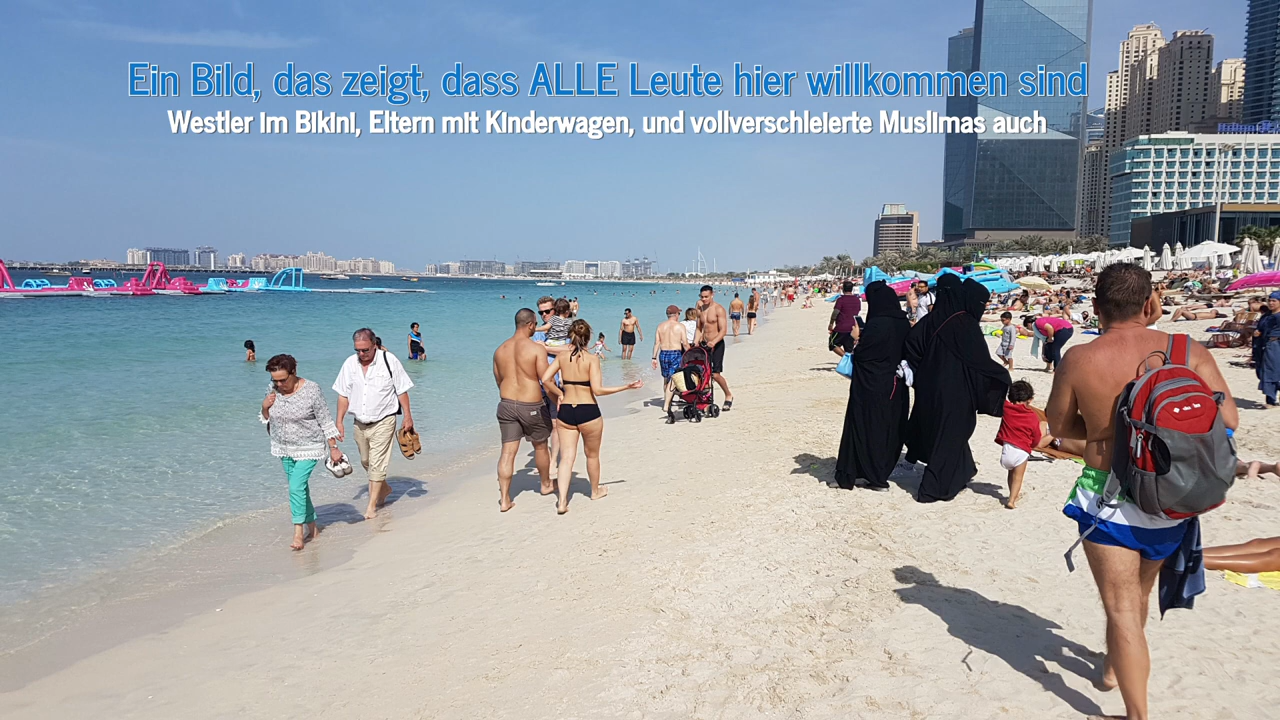 Ein Bild, das zeigt, dass ALLE Leute hier willkommen sind
Westler im Bikini, Eltern mit Kinderwagen, und vollverschleierte Muslimas auch